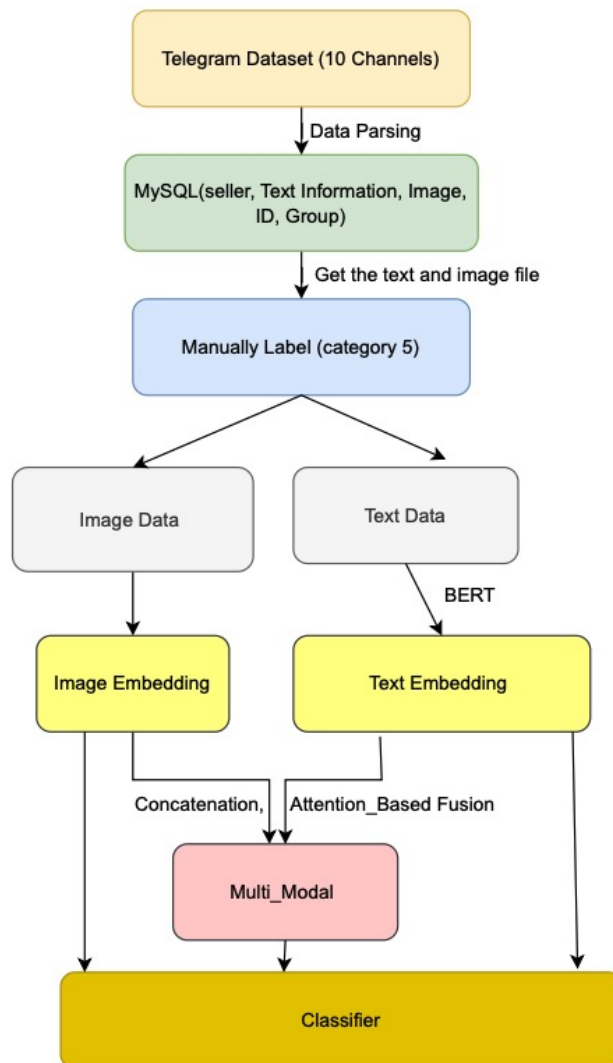 Telegram Dataset (10 Channels)
Data Parsing
MySQL(seller, Text Information, Image,
ID, Group)
Get the text and image file
Manually Label (category 5)
Image Data
Text Data
BERT
Image Embedding
Text Embedding
Concatenation,
Attention_Based Fusion
Multi_Modal
Classifier